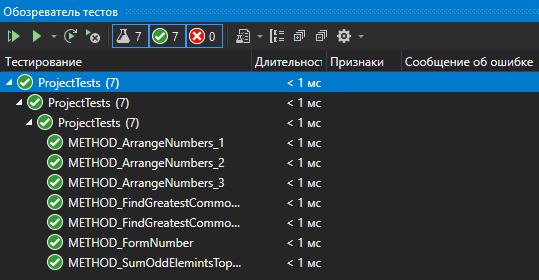 Обозреватель тестов
7 7 0
Тестирование Длительност Признаки Сообщение об ошибке
ProjectTests (7) < 1 мс
ProjectTests (7) < 1 мс
ProjectTests (7) < 1 мс
METHOD_ArrangeNumbers_1 < 1 мс
METHOD_ArrangeNumbers_2 < 1 мс
METHOD_ArrangeNumbers_3 < 1 мс
METHOD_FindGreatestCommo... < 1 мс
METHOD_FindGreatestCommo... < 1 мс
METHOD_FormNumber < 1 мс
METHOD_SumOddElemintsTop... < 1 мс